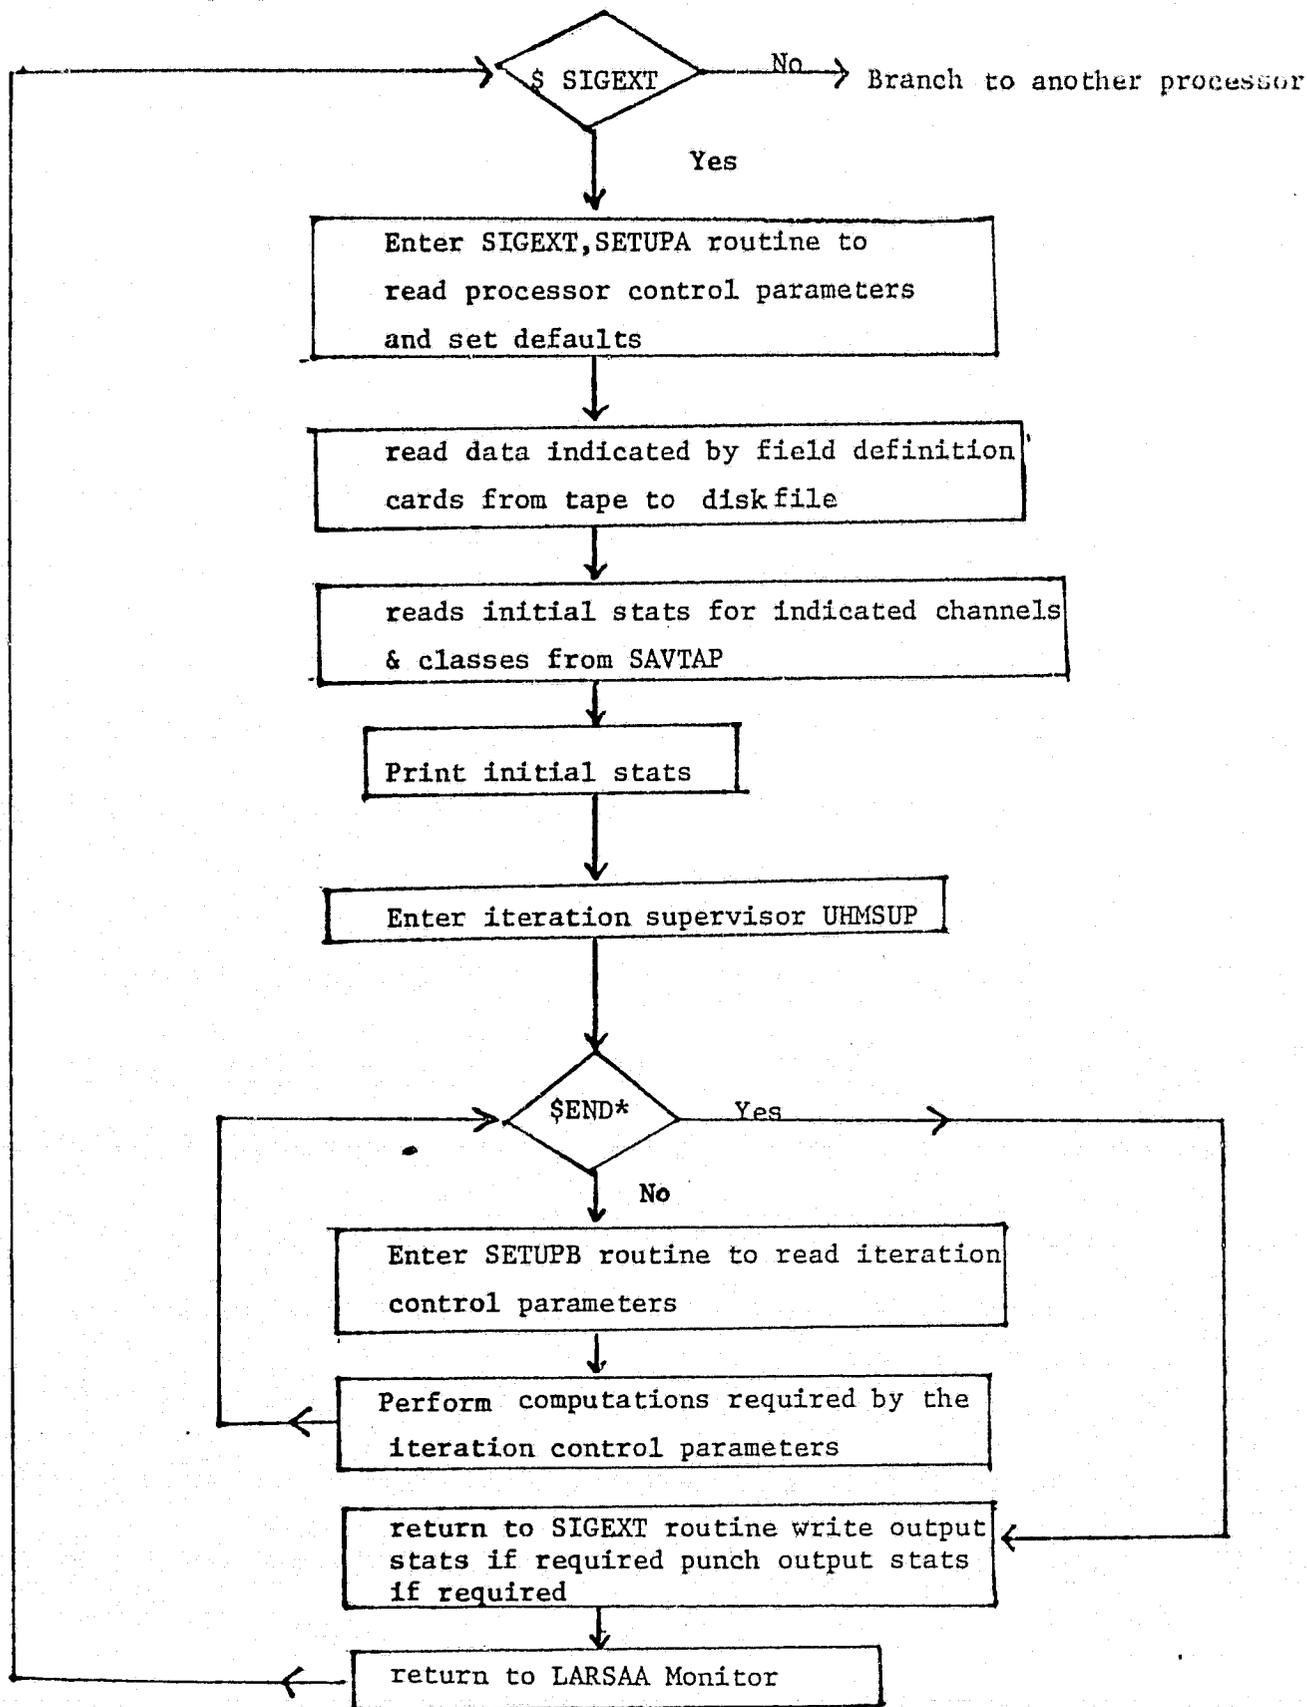 $ SIGEXT
No
Branch to another processor
Yes
Enter SIGEXT,SETUPA routine to
read processor control parameters
and set defaults
read data indicated by field definition
cards from tape to disk file
reads initial stats for indicated channels
& classes from SAVTAP
Print initial stats
Enter iteration supervisor UHMSUP
$END*
Yes
No
Enter SETUPB routine to read iteration
control parameters
Perform computations required by the
iteration control parameters
return to SIGEXT routine write output
stats if required punch output stats
if required
return to LARSAA Monitor